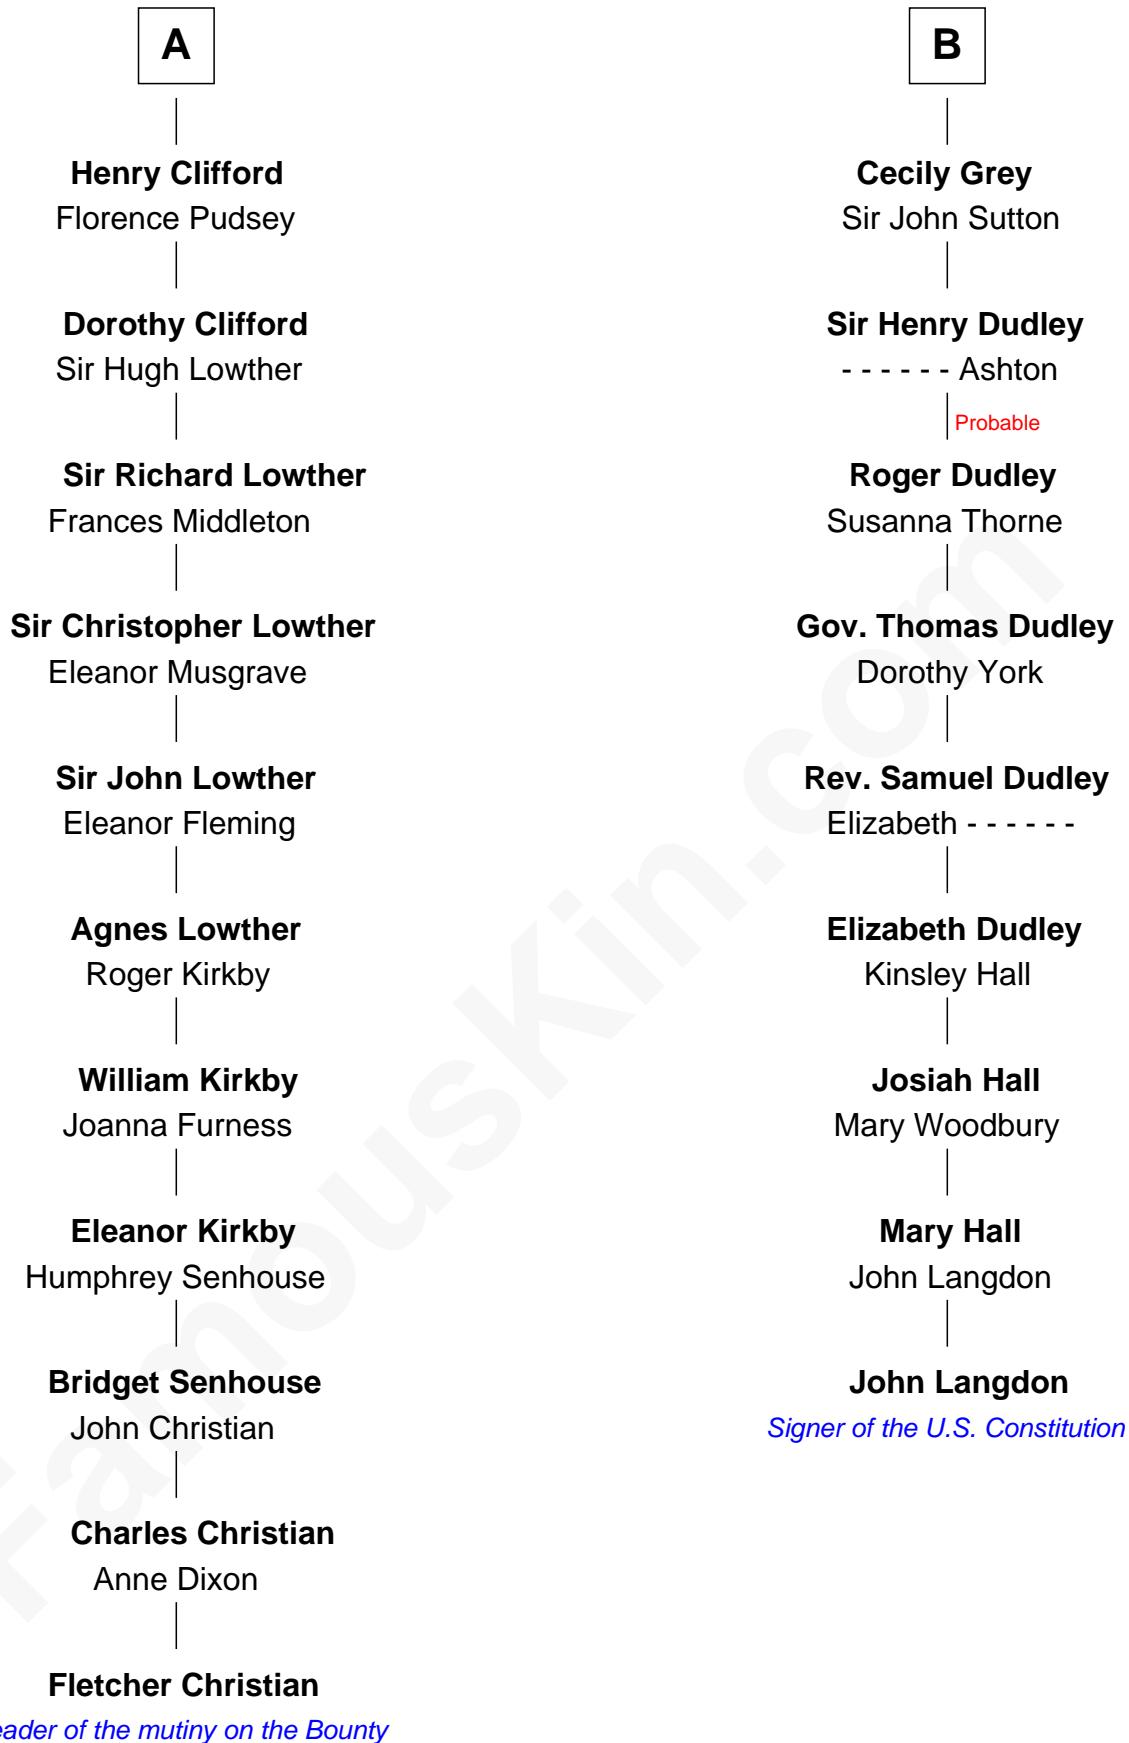 A
Henry Clifford
Florence Pudsey
Dorothy Clifford
Sir Hugh Lowther
Sir Richard Lowther
Frances Middleton
Sir Christopher Lowther
Eleanor Musgrave
Sir John Lowther
Eleanor Fleming
Agnes Lowther
Roger Kirkby
William Kirkby
Joanna Furness
Eleanor Kirkby
Humphrey Senhouse
Bridget Senhouse
John Christian
Charles Christian
Anne Dixon
Fletcher Christian
eader of the mutiny on the Bounty
B
Cecily Grey
Sir John Sutton
Sir Henry Dudley
- - - - - - Ashton
Probable
Roger Dudley
Susanna Thorne
Gov. Thomas Dudley
Dorothy York
Rev. Samuel Dudley
Elizabeth - - - - - -
Elizabeth Dudley
Kinsley Hall
Josiah Hall
Mary Woodbury
Mary Hall
John Langdon
John Langdon
Signer of the U.S. Constitution
FamousKin.com